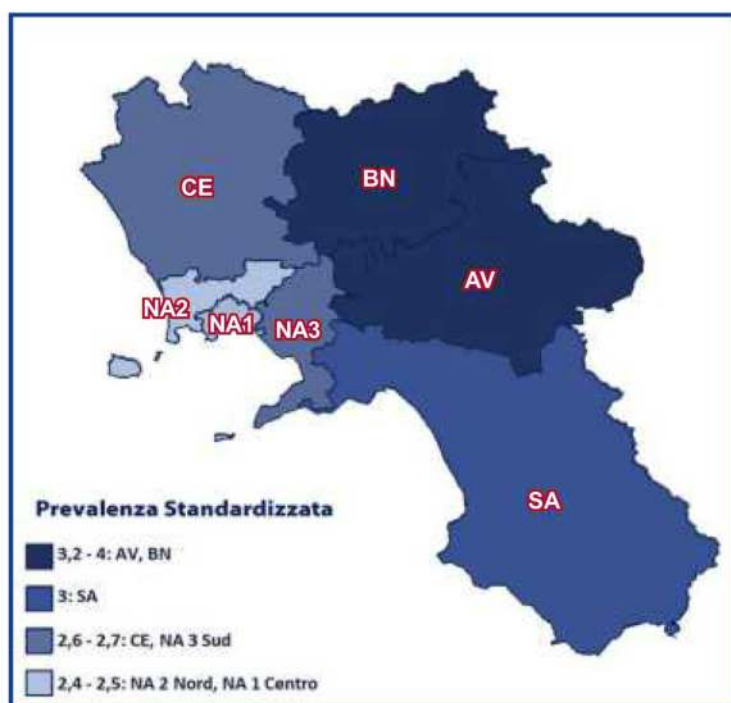 CE
BN
AV
NA2
NA1
NA3
SA
Prevalenza Standardizzata
3,2 - 4: AV, BN
3: SA
2,6 - 2,7: CE, NA 3 Sud
2,4 - 2,5: NA 2 Nord, NA 1 Centro